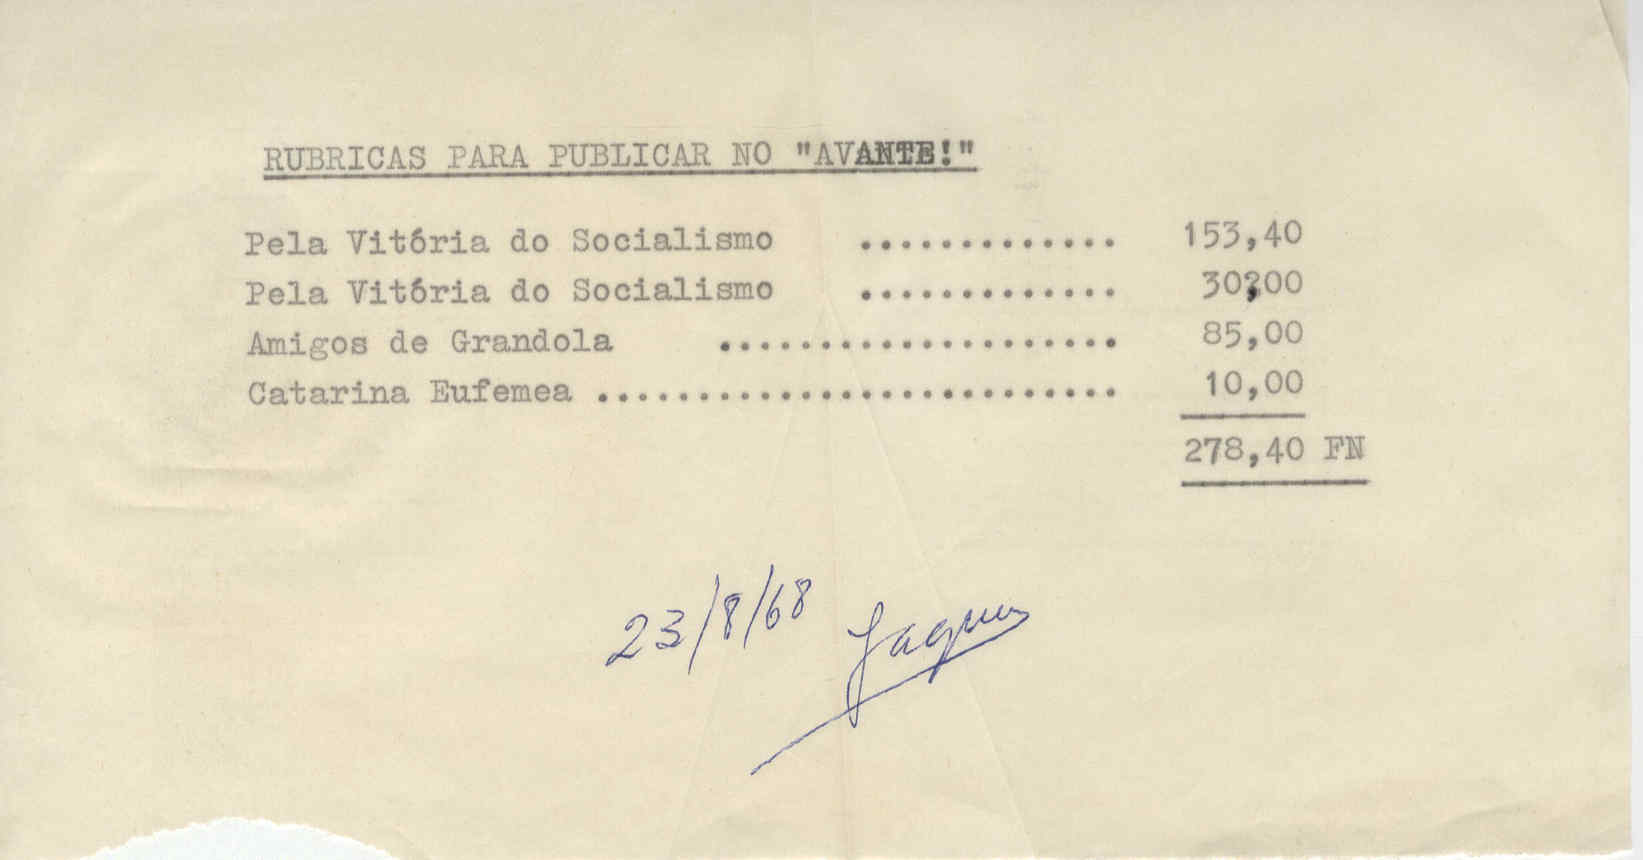 RUBRICAS PARA PUBLICAR NO "AVANTE!"
Pela Vitória do Socialismo ............. 153,40
Pela Vitória do Socialismo ............. 30,00
Amigos de Grandola .................... 85,00
Catarina Eufemea .......................... 10,00
278,40 FN
23/8/68 Jaques